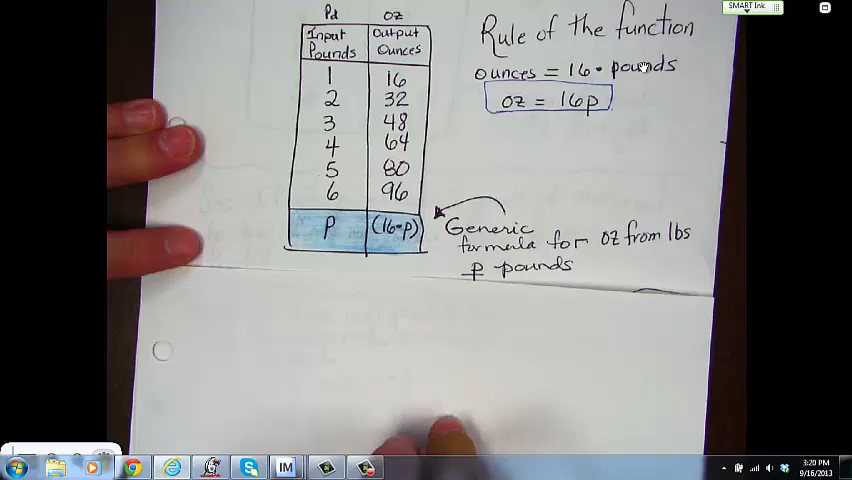 SMART Ink
Pd oz
Input Output
Pounds Ounces
1 16
2 32
3 48
4 64
5 80
6 96
P (16•p)
Rule of the function
ounces = 16 • pounds
oz = 16p
Generic
formula for oz from lbs
p pounds
IM
3:20 PM
9/16/2013